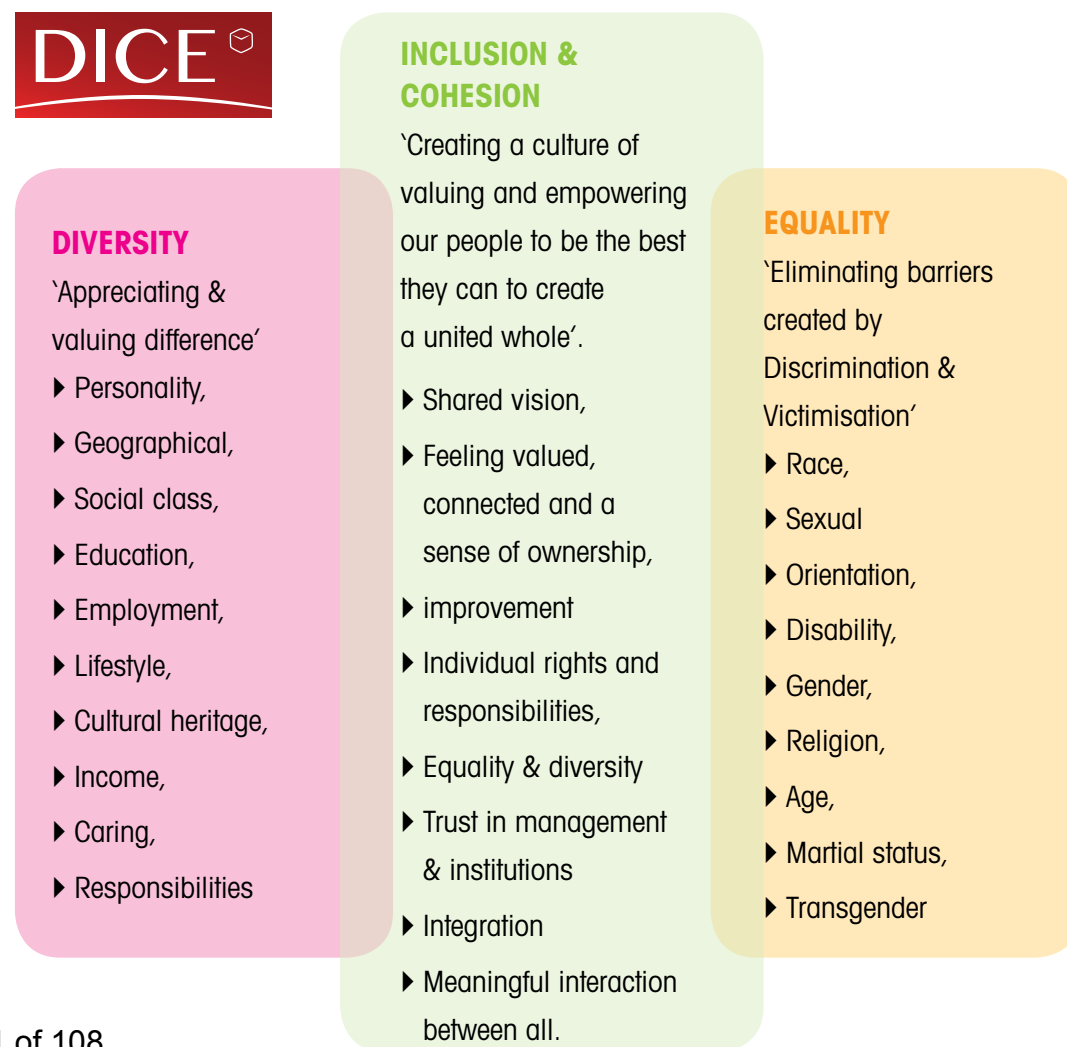 DICE
DIVERSITY
‘Appreciating &
valuing difference’
Personality,
Geographical,
Social class,
Education,
Employment,
Lifestyle,
Cultural heritage,
Income,
Caring,
Responsibilities
INCLUSION &
COHESION
‘Creating a culture of
valuing and empowering
our people to be the best
they can to create
a united whole’.
Shared vision,
Feeling valued,
connected and a
sense of ownership,
improvement
Individual rights and
responsibilities,
Equality & diversity
Trust in management
& institutions
Integration
Meaningful interaction
between all.
EQUALITY
‘Eliminating barriers
created by
Discrimination &
Victimisation’
Race,
Sexual
Orientation,
Disability,
Gender,
Religion,
Age,
Martial status,
Transgender
of 108